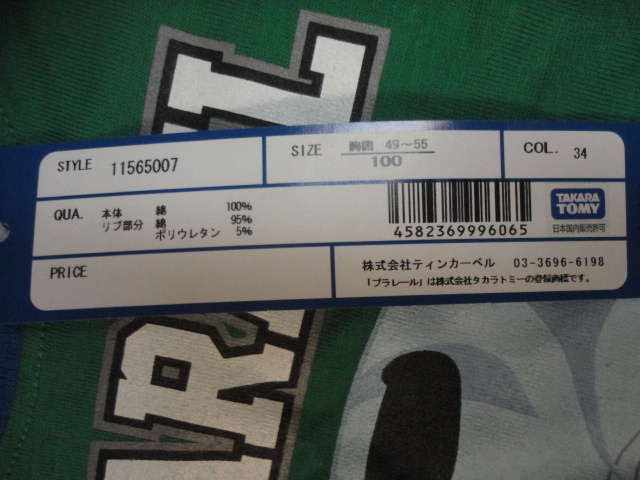 STYLE 11565007
SIZE 胸囲 49～55
100
COL. 34
QUA. 本体 綿 100%
リブ部分 綿 95%
ポリウレタン 5%
4582369996065
TAKARA TOMY
日本国内販売許可
PRICE
株式会社ティンカーベル 03-3696-6198
「プラレール」は株式会社タカラトミーの登録商標です。